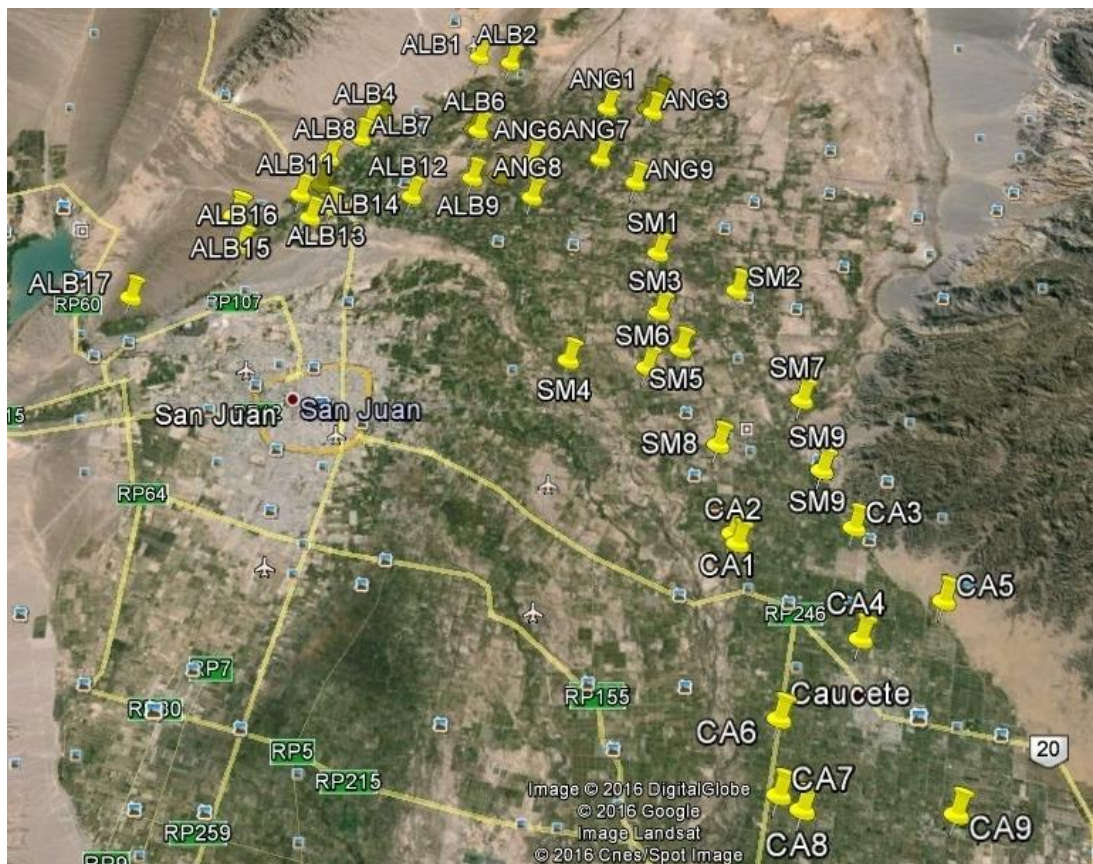 ALB1 ALB2
ALB4 ALB6 ANG1 ANG3
ALB8 ALB7 ANG6 ANG7
ALB11 ALB12 ANG8 ANG9
ALB16 ALB14 ALB9
ALB15 ALB13
SM1
ALB17 SM3 SM2
RP60 RP107
SM6
SM4 SM5 SM7
15 San Juan San Juan
SM8 SM9
RP64 SM9
CA2 CA3
CA1
CA5
RP246 CA4
RP7
RP155 Caucete
CA6
RP5 20
RP215 CA7
Image © 2016 DigitalGlobe
© 2016 Google
Image Landsat
© 2016 Cnes/Spot Image
RP259 CA8 CA9